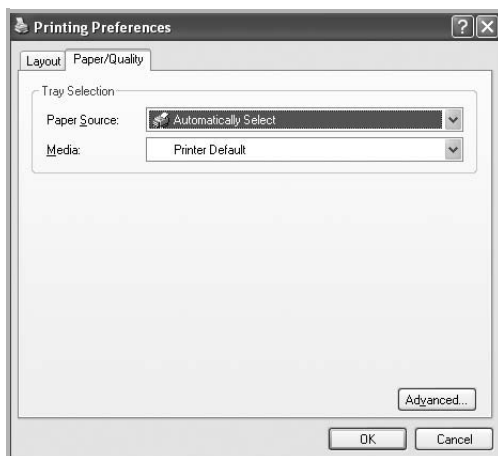 Printing Preferences
Layout Paper/Quality
Tray Selection
Paper Source: Automatically Select
Media: Printer Default
Advanced...
OK Cancel